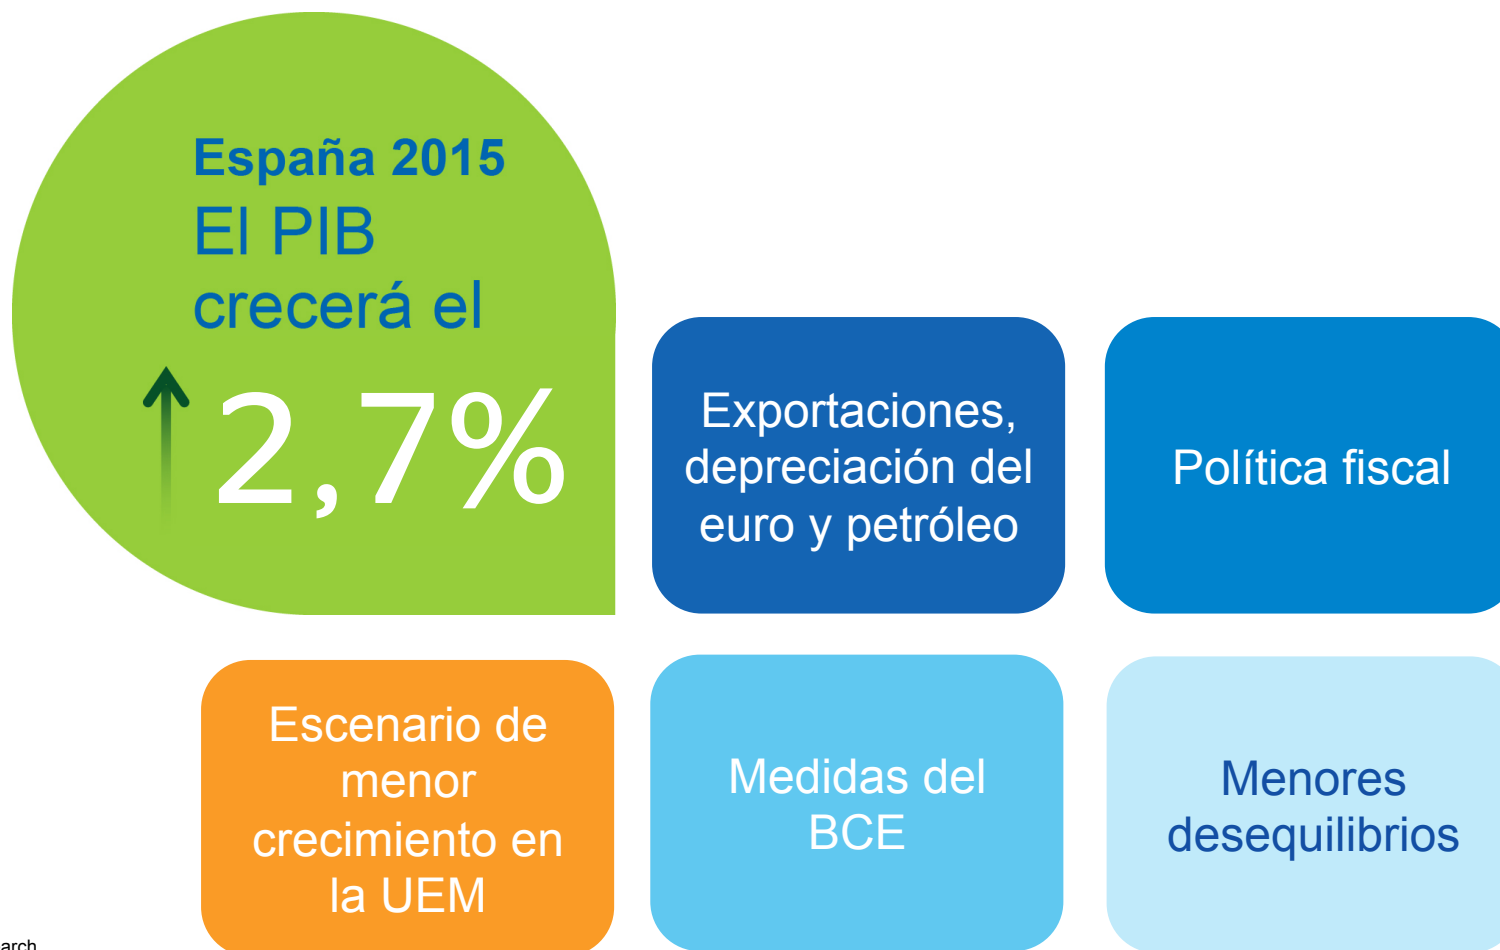 España 2015
El PIB
crecerá el
2,7%
Exportaciones,
depreciación del
euro y petróleo
Política fiscal
Escenario de
menor
crecimiento en
la UEM
Medidas del
BCE
Menores
desequilibrios